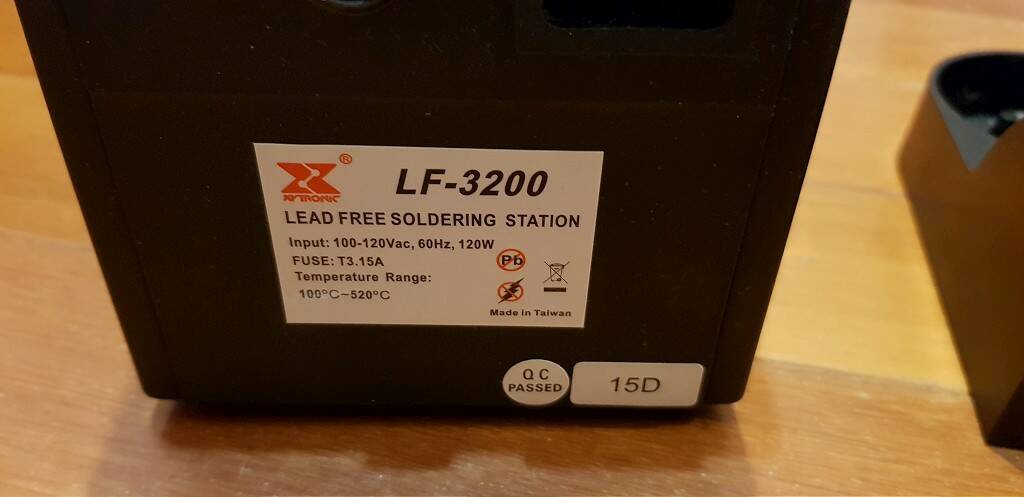 XYTRONIC ®
LF-3200
LEAD FREE SOLDERING STATION
Input: 100-120Vac, 60Hz, 120W
FUSE: T3.15A
Pb
Temperature Range:
100°C~520°C
Made in Taiwan
QC
PASSED
15D